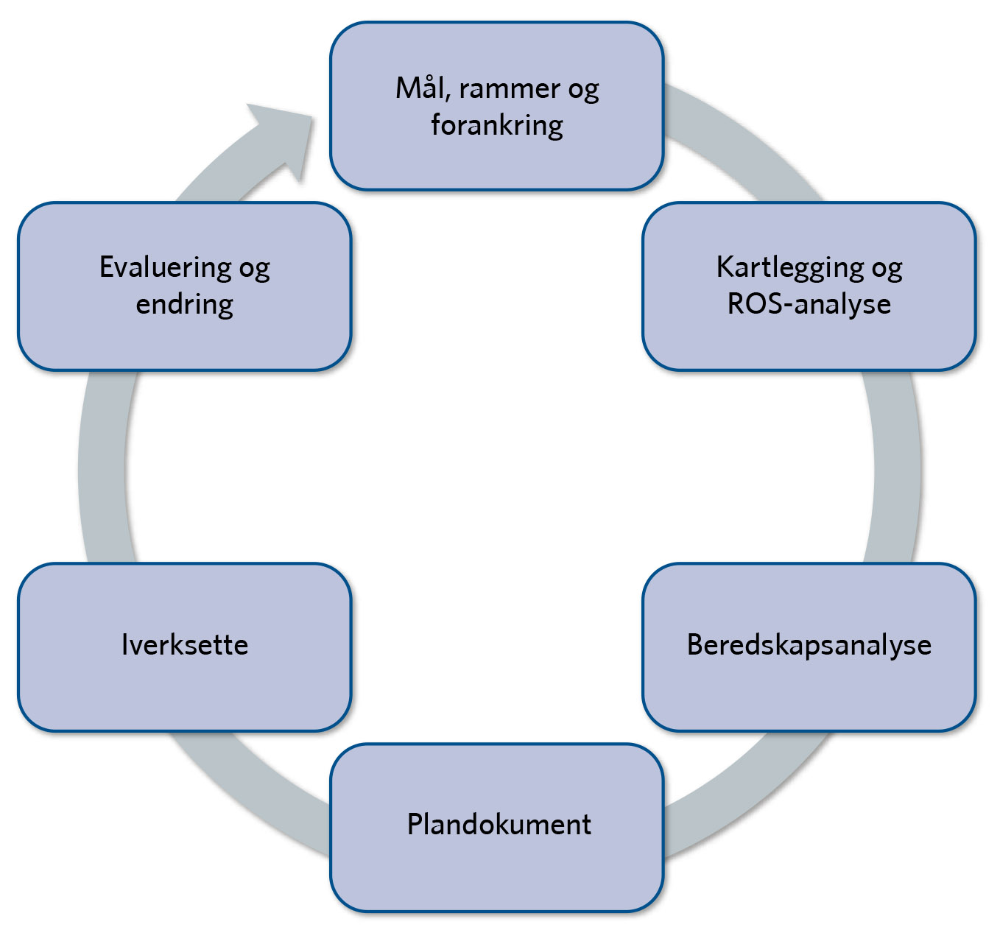 Mål, rammer og
forankring
Kartlegging og
ROS-analyse
Beredskapsanalyse
Plandokument
Iverksette
Evaluering og
endring